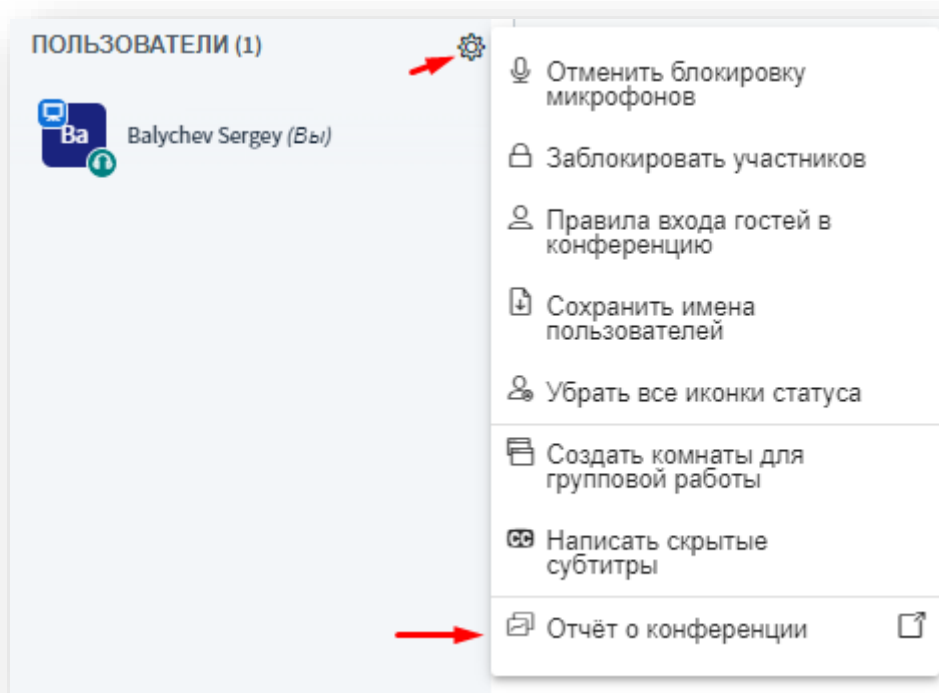 ПОЛЬЗОВАТЕЛИ (1)
Ba
Balychev Sergey (Вы)
Отменить блокировку
микрофонов
Заблокировать участников
Правила входа гостей в
конференцию
Сохранить имена
пользователей
Убрать все иконки статуса
Создать комнаты для
групповой работы
CC Написать скрытые
субтитры
Отчёт о конференции